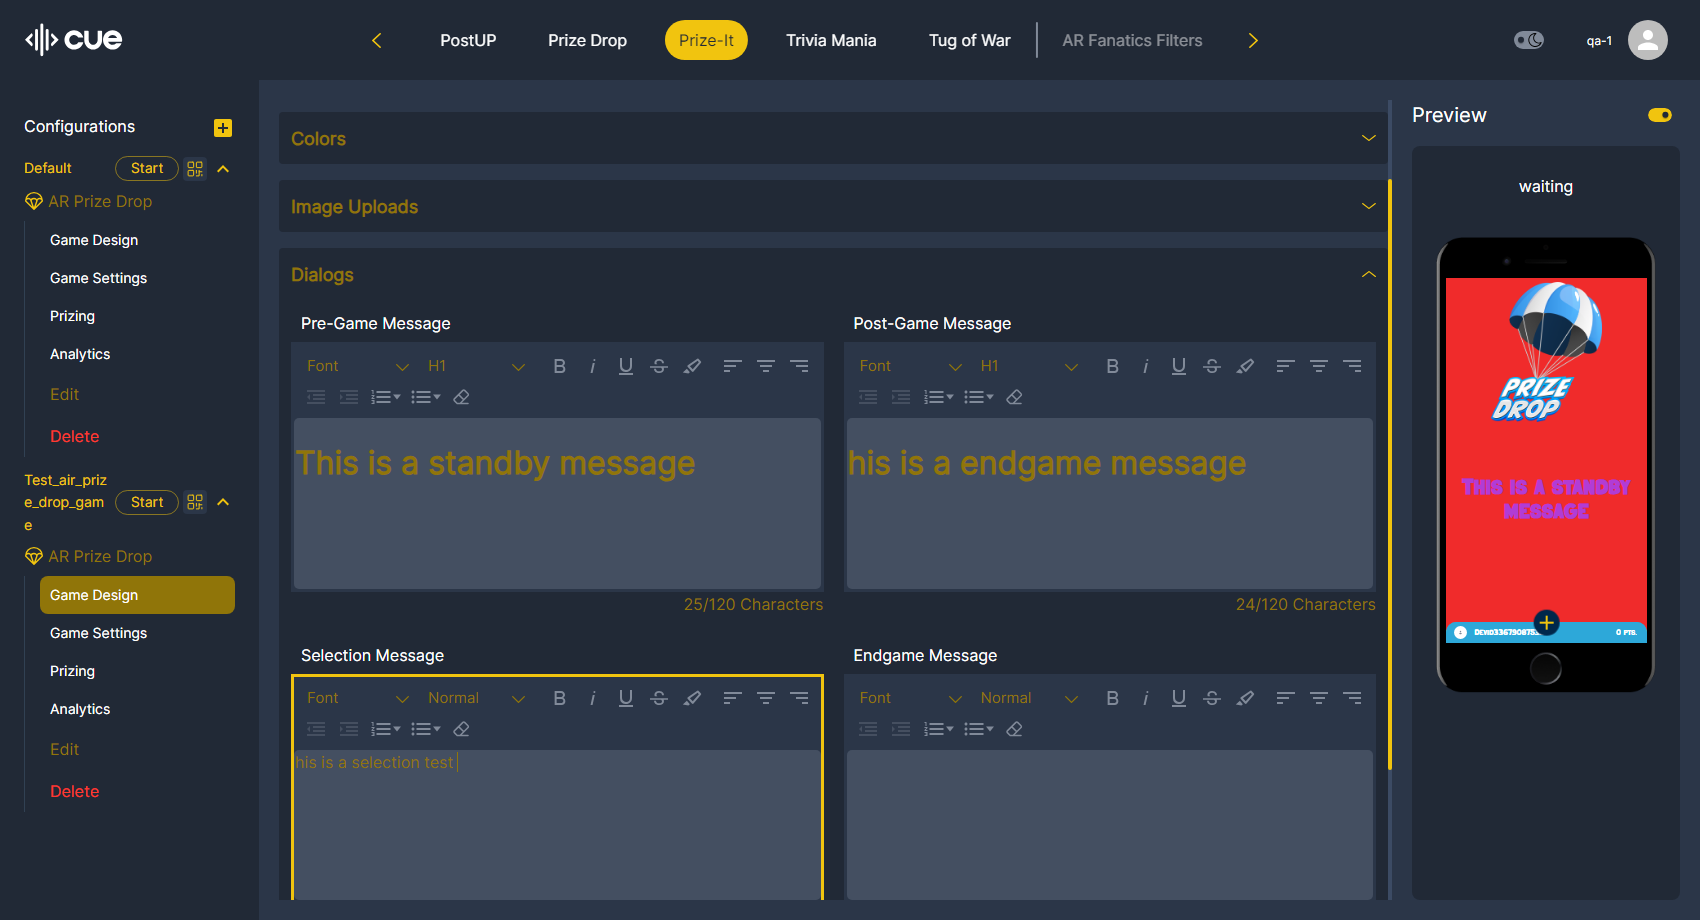 cue
PostUP
Prize Drop
Prize-It
Trivia Mania
Tug of War
AR Fanatics Filters
qa-1
Configurations
Default
Start
AR Prize Drop
Game Design
Game Settings
Prizing
Analytics
Edit
Delete
Test_air_priz
e_drop_gam
e
Start
AR Prize Drop
Game Design
Game Settings
Prizing
Analytics
Edit
Delete
Colors
Image Uploads
Dialogs
Pre-Game Message
Font
H1
This is a standby message
25/120 Characters
Post-Game Message
Font
H1
his is a endgame message
24/120 Characters
Selection Message
Font
Normal
his is a selection test
Endgame Message
Font
Normal
Preview
waiting
PRIZE
DROP
This is a standby
message
0 PTS.